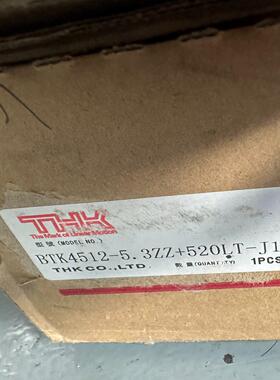 THK
The Mark of Linear Motion
型號(MODEL NO.)
BTK4512-5.3ZZ+520LT-J1
THK CO.,LTD.
數量(QUANTITY)
1PCS